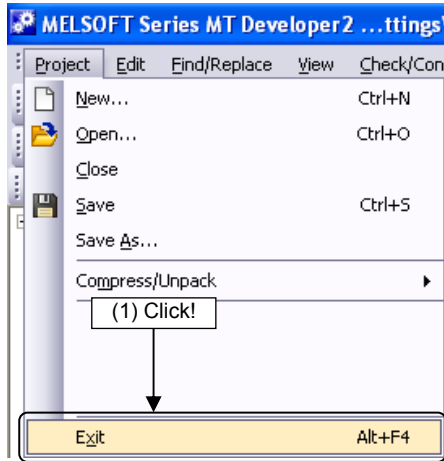 MELSOFT Series MT Developer2 ...ttings
Project Edit Find/Replace View Check/Con
New... Ctrl+N
Open... Ctrl+O
Close
Save Ctrl+S
Save As...
Compress/Unpack
(1) Click!
Exit Alt+F4